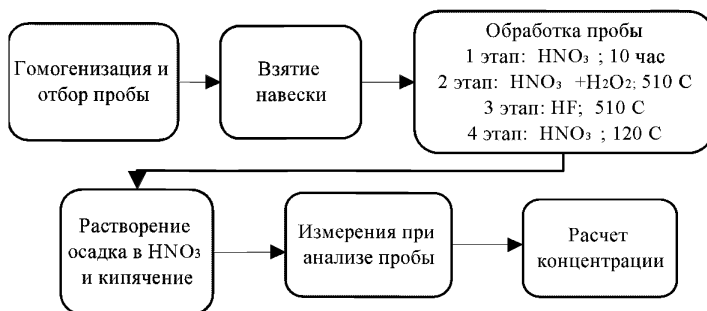 Гомогенизация и
отбор пробы
Взятие
навески
Обработка пробы
1 этап: HNO₃ ; 10 час
2 этап: HNO₃ +H₂O₂; 510 С
3 этап: HF; 510 С
4 этап: HNO₃ ; 120 С
Растворение
осадка в HNO₃
и кипячение
Измерения при
анализе пробы
Расчет
концентрации